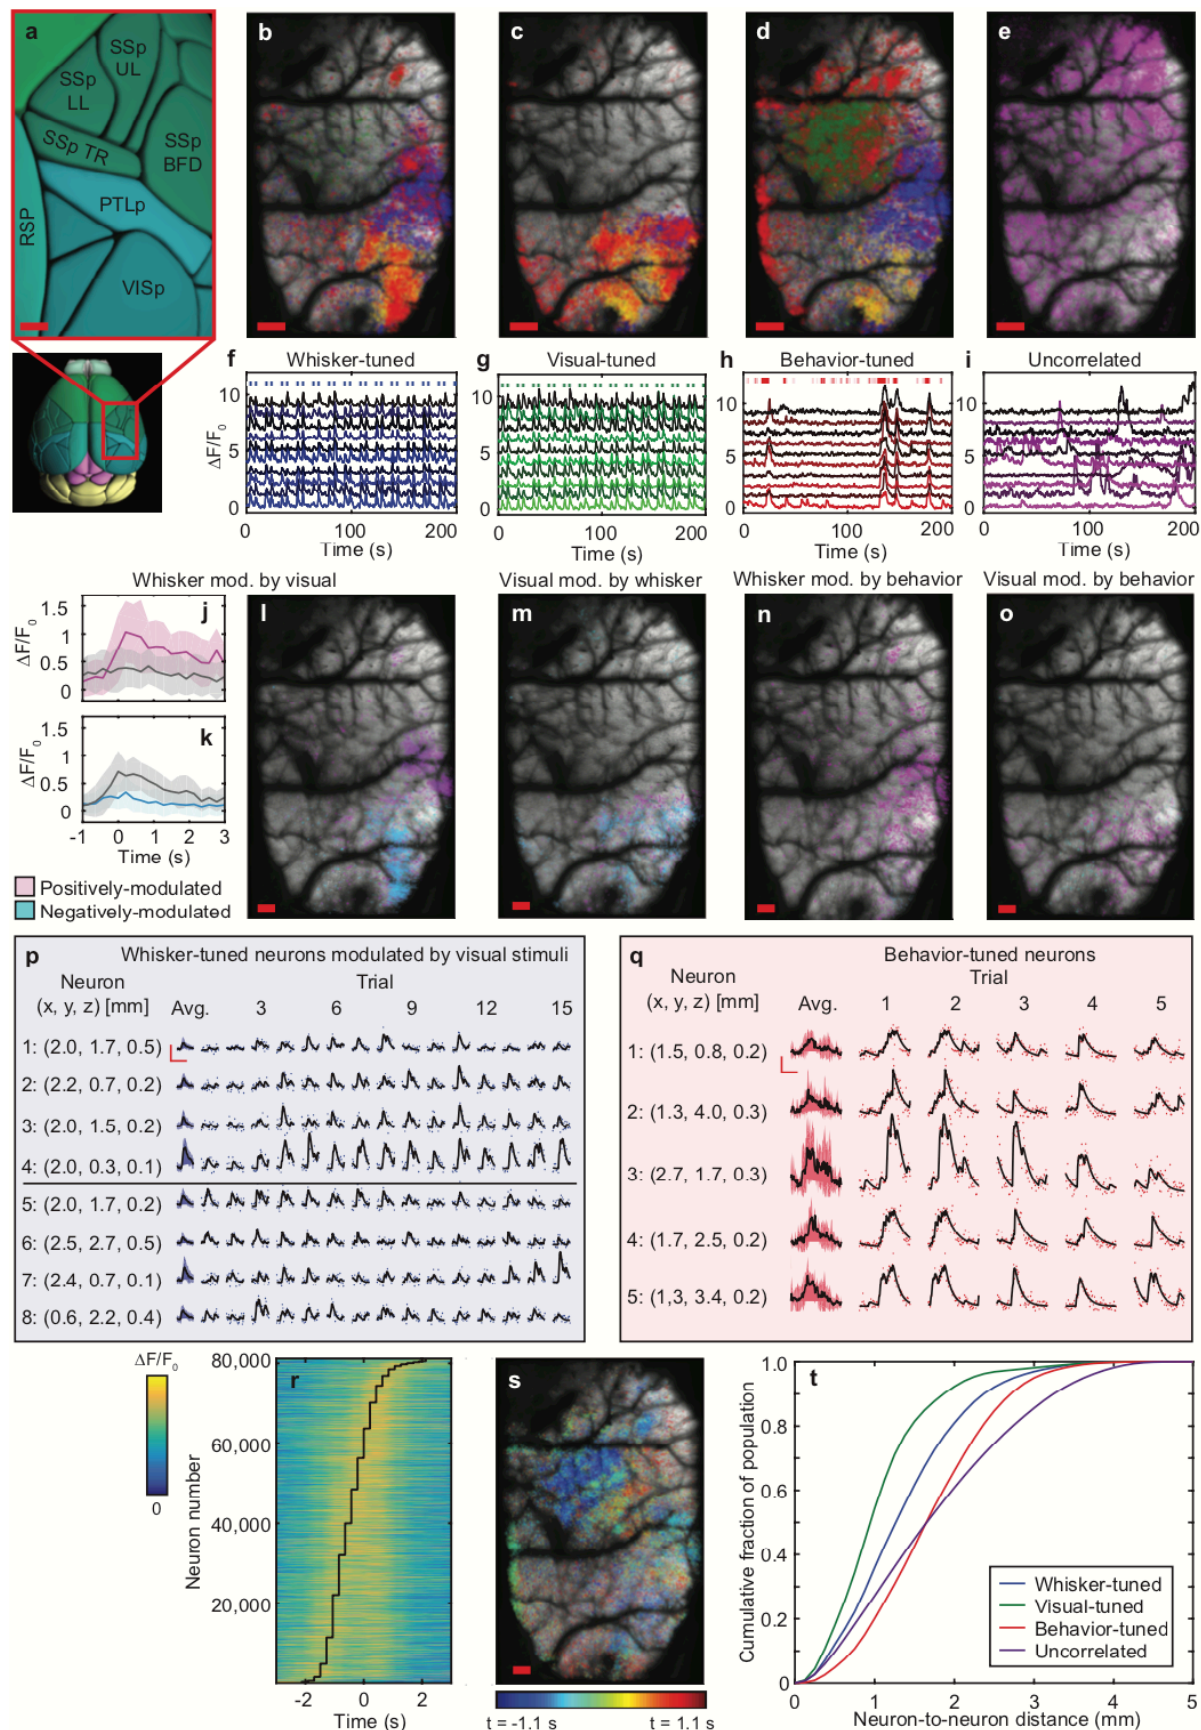 a
SSp
UL
SSp
LL
SSp TR
SSp
BFD
PTLp
RSP
VISp
b
c
d
e
f
Whisker-tuned
g
Visual-tuned
h
Behavior-tuned
i
Uncorrelated
ΔF/F0
10
5
0
0
100
200
Time (s)
10
5
0
0
100
200
Time (s)
10
5
0
0
100
200
Time (s)
10
5
0
0
100
200
Time (s)
Whisker mod. by visual
Visual mod. by whisker
Whisker mod. by behavior
Visual mod. by behavior
j
ΔF/F0
1.5
1
0.5
0
k
ΔF/F0
1.5
1
0.5
0
-1
0
1
2
3
Time (s)
Positively-modulated
Negatively-modulated
l
m
n
o
p
Whisker-tuned neurons modulated by visual stimuli
Neuron
Trial
(x, y, z) [mm]
Avg.
3
6
9
12
15
1: (2.0, 1.7, 0.5)
2: (2.2, 0.7, 0.2)
3: (2.0, 1.5, 0.2)
4: (2.0, 0.3, 0.1)
5: (2.0, 1.7, 0.2)
6: (2.5, 2.7, 0.5)
7: (2.4, 0.7, 0.1)
8: (0.6, 2.2, 0.4)
q
Behavior-tuned neurons
Neuron
Trial
(x, y, z) [mm]
Avg.
1
2
3
4
5
1: (1.5, 0.8, 0.2)
2: (1.3, 4.0, 0.3)
3: (2.7, 1.7, 0.3)
4: (1.7, 2.5, 0.2)
5: (1,3, 3.4, 0.2)
ΔF/F0
0
r
Neuron number
80,000
60,000
40,000
20,000
-2
0
2
Time (s)
s
t = -1.1 s
t = 1.1 s
t
Cumulative fraction of population
1.0
0.8
0.6
0.4
0.2
0
0
1
2
3
4
5
Neuron-to-neuron distance (mm)
Whisker-tuned
Visual-tuned
Behavior-tuned
Uncorrelated